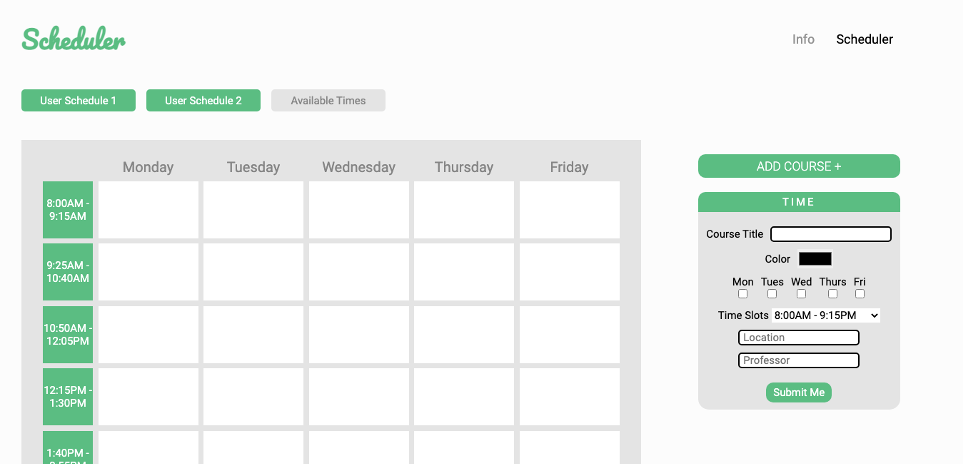 Scheduler
Info Scheduler
User Schedule 1 User Schedule 2 Available Times
Monday Tuesday Wednesday Thursday Friday
8:00AM -
9:15AM
9:25AM -
10:40AM
10:50AM -
12:05PM
12:15PM -
1:30PM
1:40PM -
ADD COURSE +
TIME
Course Title
Color
Mon Tues Wed Thurs Fri
Time Slots 8:00AM - 9:15PM
Location
Professor
Submit Me